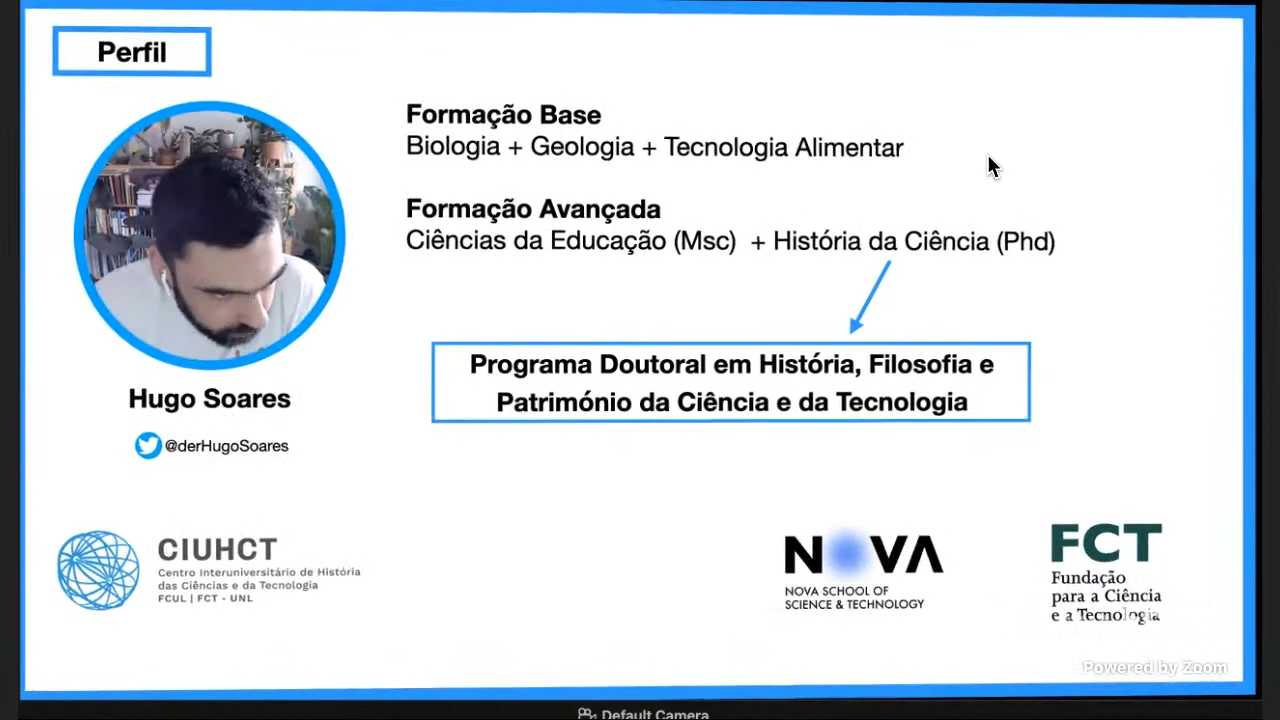 Perfil
Formação Base
Biologia + Geologia + Tecnologia Alimentar
Formação Avançada
Ciências da Educação (Msc) + História da Ciência (Phd)
Programa Doutoral em História, Filosofia e
Património da Ciência e da Tecnologia
Hugo Soares
@derHugoSoares
CIUHCT
Centro Interuniversitário de História
das Ciências e da Tecnologia
FCUL | FCT - UNL
NOVA
NOVA SCHOOL OF
SCIENCE & TECHNOLOGY
FCT
Fundação
para a Ciência
e a Tecnologia
Powered by Zoom
Default Camera